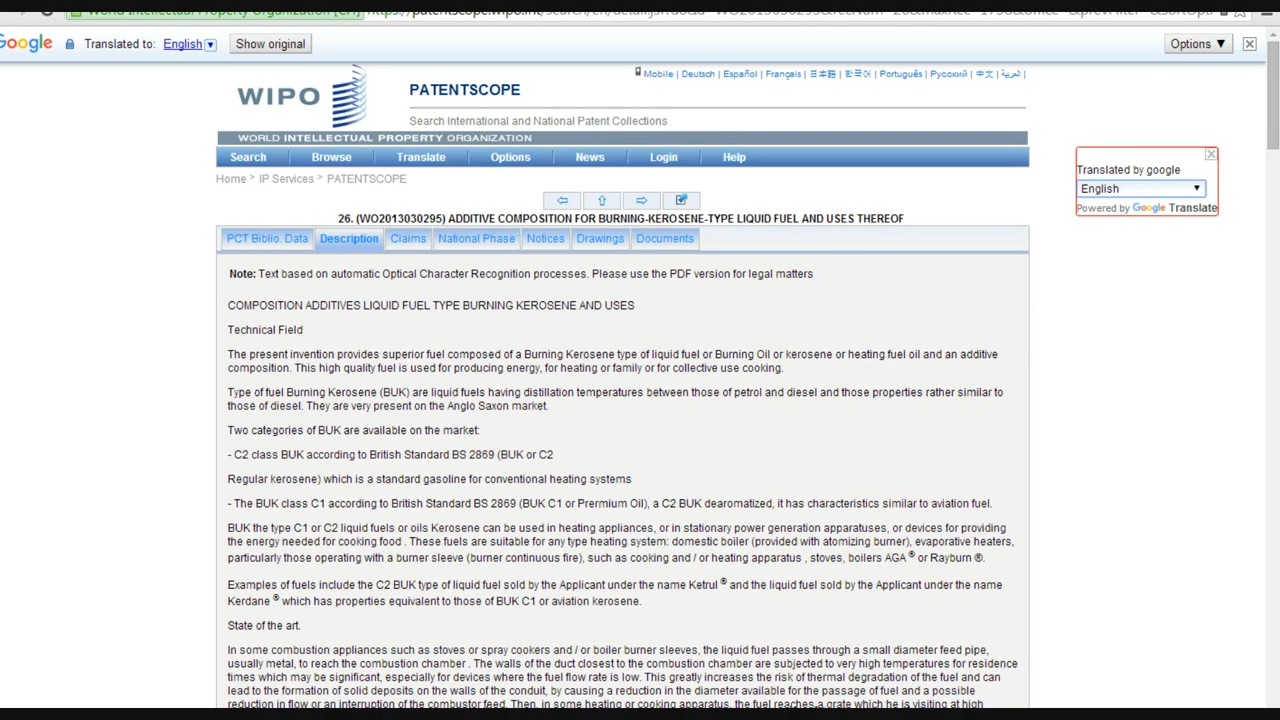 Google Translated to: English Show original Options ▼
Mobile | Deutsch | Español | Français | 日本語 | 한국어 | Português | Русский | 中文 | العربية |
WIPO
PATENTSCOPE
Search International and National Patent Collections
WORLD INTELLECTUAL PROPERTY ORGANIZATION
Search Browse Translate Options News Login Help
Home > IP Services > PATENTSCOPE
Translated by google
English
Powered by Google Translate
26. (WO2015030295) ADDITIVE COMPOSITION FOR BURNING-KEROSENE-TYPE LIQUID FUEL AND USES THEREOF
PCT Biblio. Data Description Claims National Phase Notices Drawings Documents
Note: Text based on automatic Optical Character Recognition processes. Please use the PDF version for legal matters
COMPOSITION ADDITIVES LIQUID FUEL TYPE BURNING KEROSENE AND USES
Technical Field
The present invention provides superior fuel composed of a Burning Kerosene type of liquid fuel or Burning Oil or kerosene or heating fuel oil and an additive
composition. This high quality fuel is used for producing energy, for heating or family or for collective use cooking.
Type of fuel Burning Kerosene (BUK) are liquid fuels having distillation temperatures between those of petrol and diesel and those properties rather similar to
those of diesel. They are very present on the Anglo Saxon market.
Two categories of BUK are available on the market:
- C2 class BUK according to British Standard BS 2869 (BUK or C2
Regular kerosene) which is a standard gasoline for conventional heating systems
- The BUK class C1 according to British Standard BS 2869 (BUK C1 or Prermium Oil), a C2 BUK dearomatized, it has characteristics similar to aviation fuel.
BUK the type C1 or C2 liquid fuels or oils Kerosene can be used in heating appliances, or in stationary power generation apparatuses, or devices for providing
the energy needed for cooking food . These fuels are suitable for any type heating system: domestic boiler (provided with atomizing burner), evaporative heaters,
particularly those operating with a burner sleeve (burner continuous fire), such as cooking and / or heating apparatus , stoves, boilers AGA ® or Rayburn ®.
Examples of fuels include the C2 BUK type of liquid fuel sold by the Applicant under the name Ketrul ® and the liquid fuel sold by the Applicant under the name
Kerdane ® which has properties equivalent to those of BUK C1 or aviation kerosene.
State of the art.
In some combustion appliances such as stoves or spray cookers and / or boiler burner sleeves, the liquid fuel passes through a small diameter feed pipe,
usually metal, to reach the combustion chamber . The walls of the duct closest to the combustion chamber are subjected to very high temperatures for residence
times which may be significant, especially for devices where the fuel flow rate is low. This greatly increases the risk of thermal degradation of the fuel and can
lead to the formation of solid deposits on the walls of the conduit, by causing a reduction in the diameter available for the passage of fuel and a possible
reduction in flow or an interruption of the combustor feed. Then, in some heating or cooking apparatus, the fuel reaches a grate which he is visiting at high